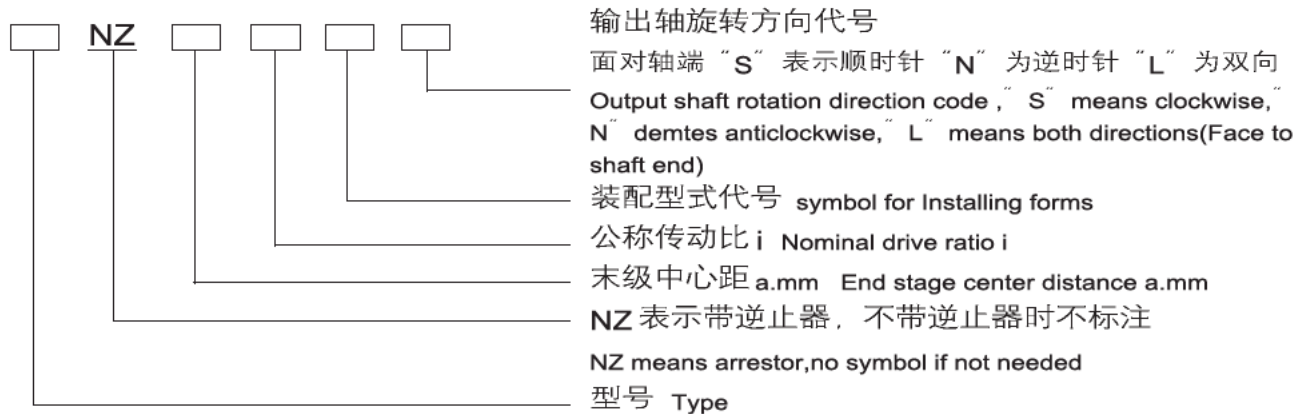 NZ
输出轴旋转方向代号
面对轴端 “S” 表示顺时针 “N” 为逆时针 “L” 为双向
Output shaft rotation direction code ,“ S” means clockwise,“
N” demtes anticlockwise,“ L” means both directions(Face to
shaft end)
装配型式代号 symbol for Installing forms
公称传动比 i Nominal drive ratio i
末级中心距 a.mm End stage center distance a.mm
NZ 表示带逆止器，不带逆止器时不标注
NZ means arrestor,no symbol if not needed
型号 Type